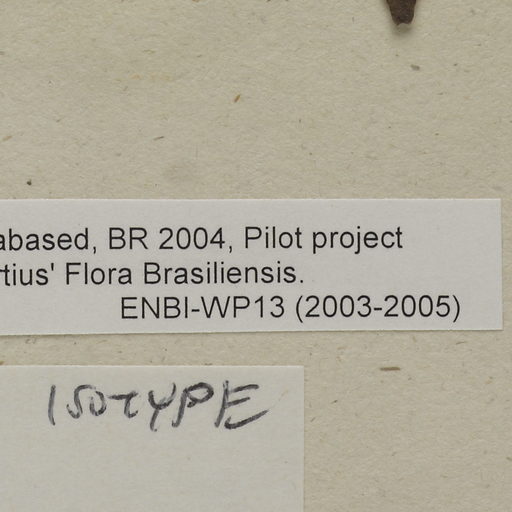 abased, BR 2004, Pilot project
rtius' Flora Brasiliensis.
ENBI-WP13 (2003-2005)
ISOTYPE